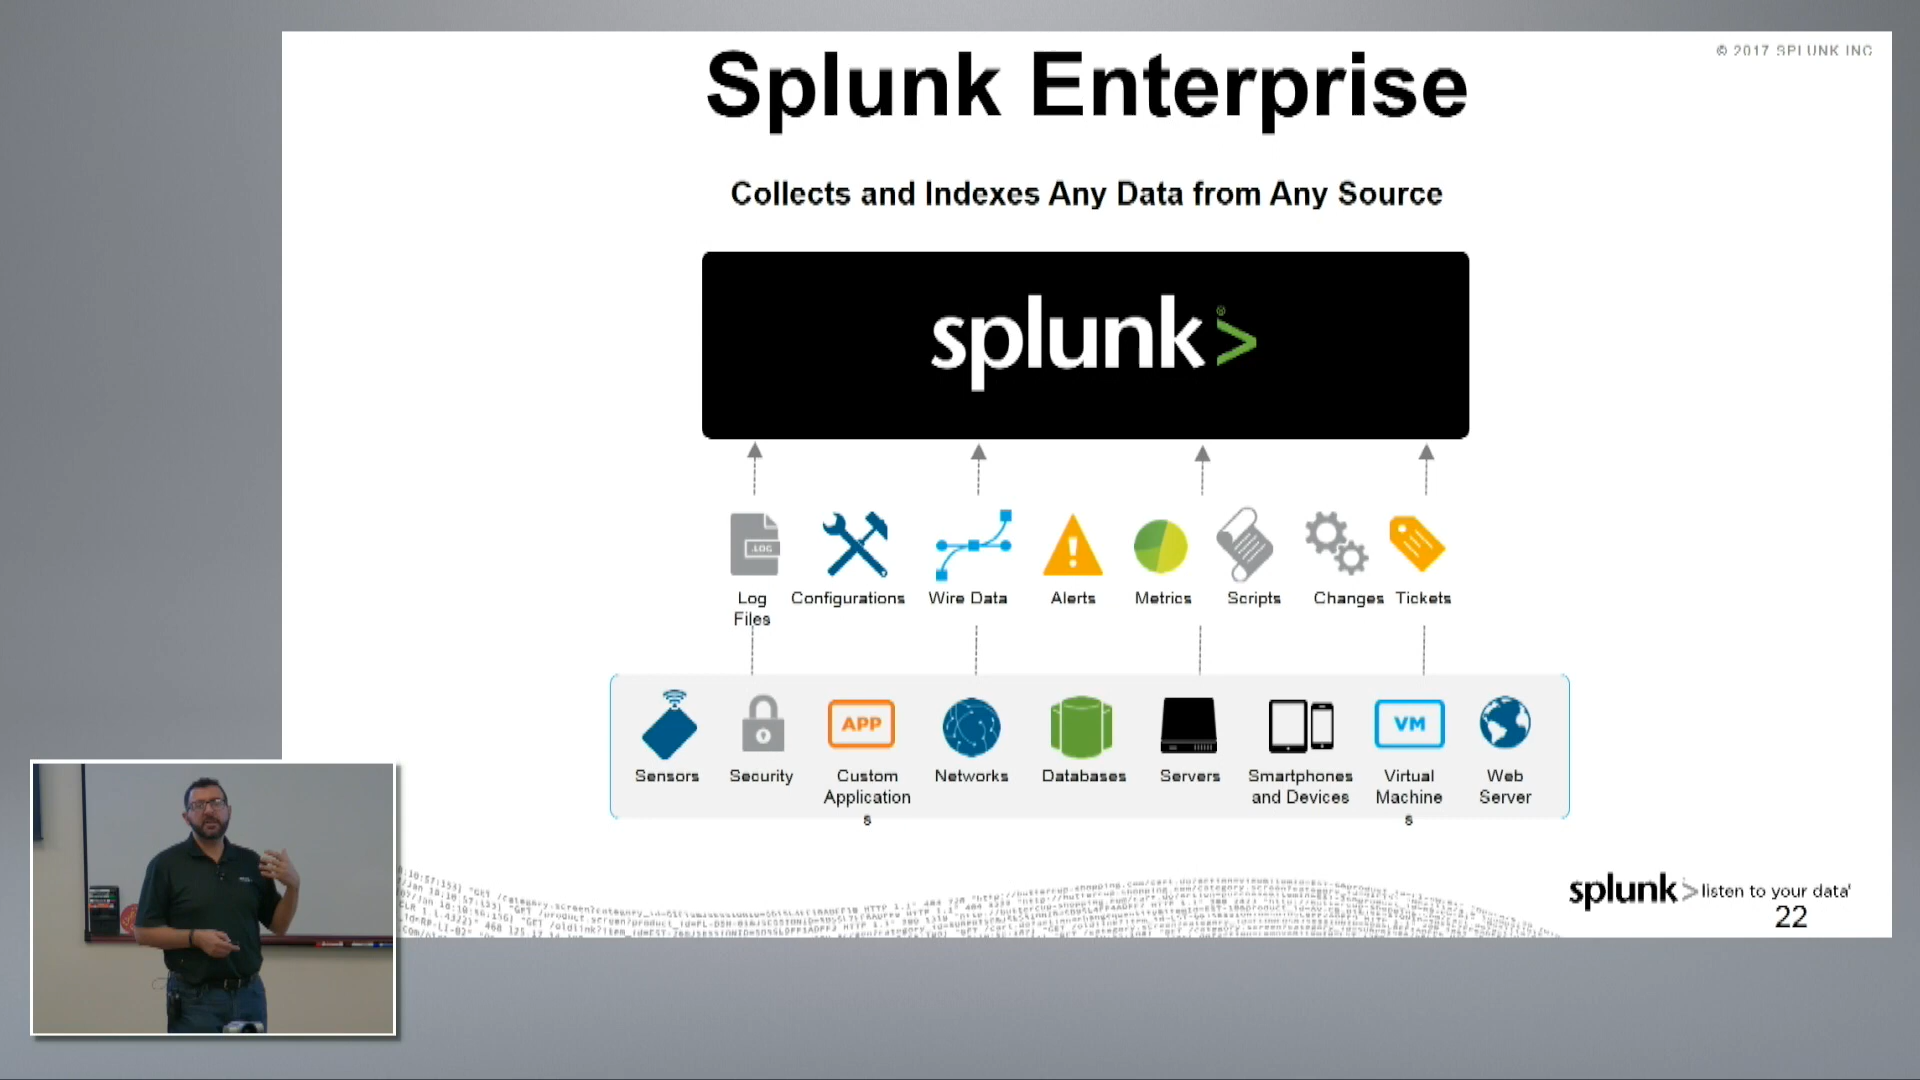 © 2017 SPLUNK INC
Splunk Enterprise
Collects and Indexes Any Data from Any Source
splunk>®
.LOG
Log
Files
Configurations
Wire Data
Alerts
Metrics
Scripts
Changes
Tickets
APP
VM
Sensors
Security
Custom
Application
s
Networks
Databases
Servers
Smartphones
and Devices
Virtual
Machine
s
Web
Server
splunk> listen to your data'
22